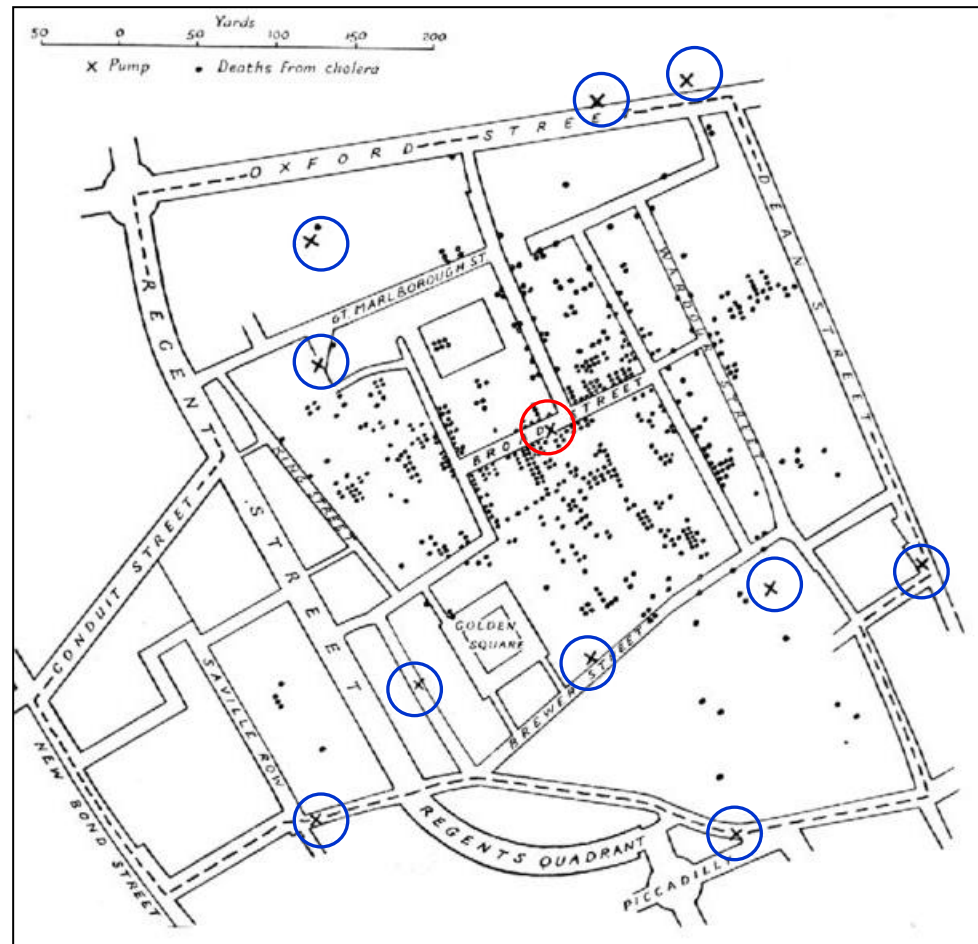 Yards
50 0 50 100 150 200
× Pump • Deaths from cholera
OXFORD STREET
DEAN STREET
REGENT STREET
GT. MARLBOROUGH ST.
WARDOUR STREET
BROAD STREET
KING STREET
CONDUIT STREET
GOLDEN
SQUARE
BREWER STREET
SAVILLE ROW
NEW BOND STREET
REGENTS QUADRANT
PICCADILLY